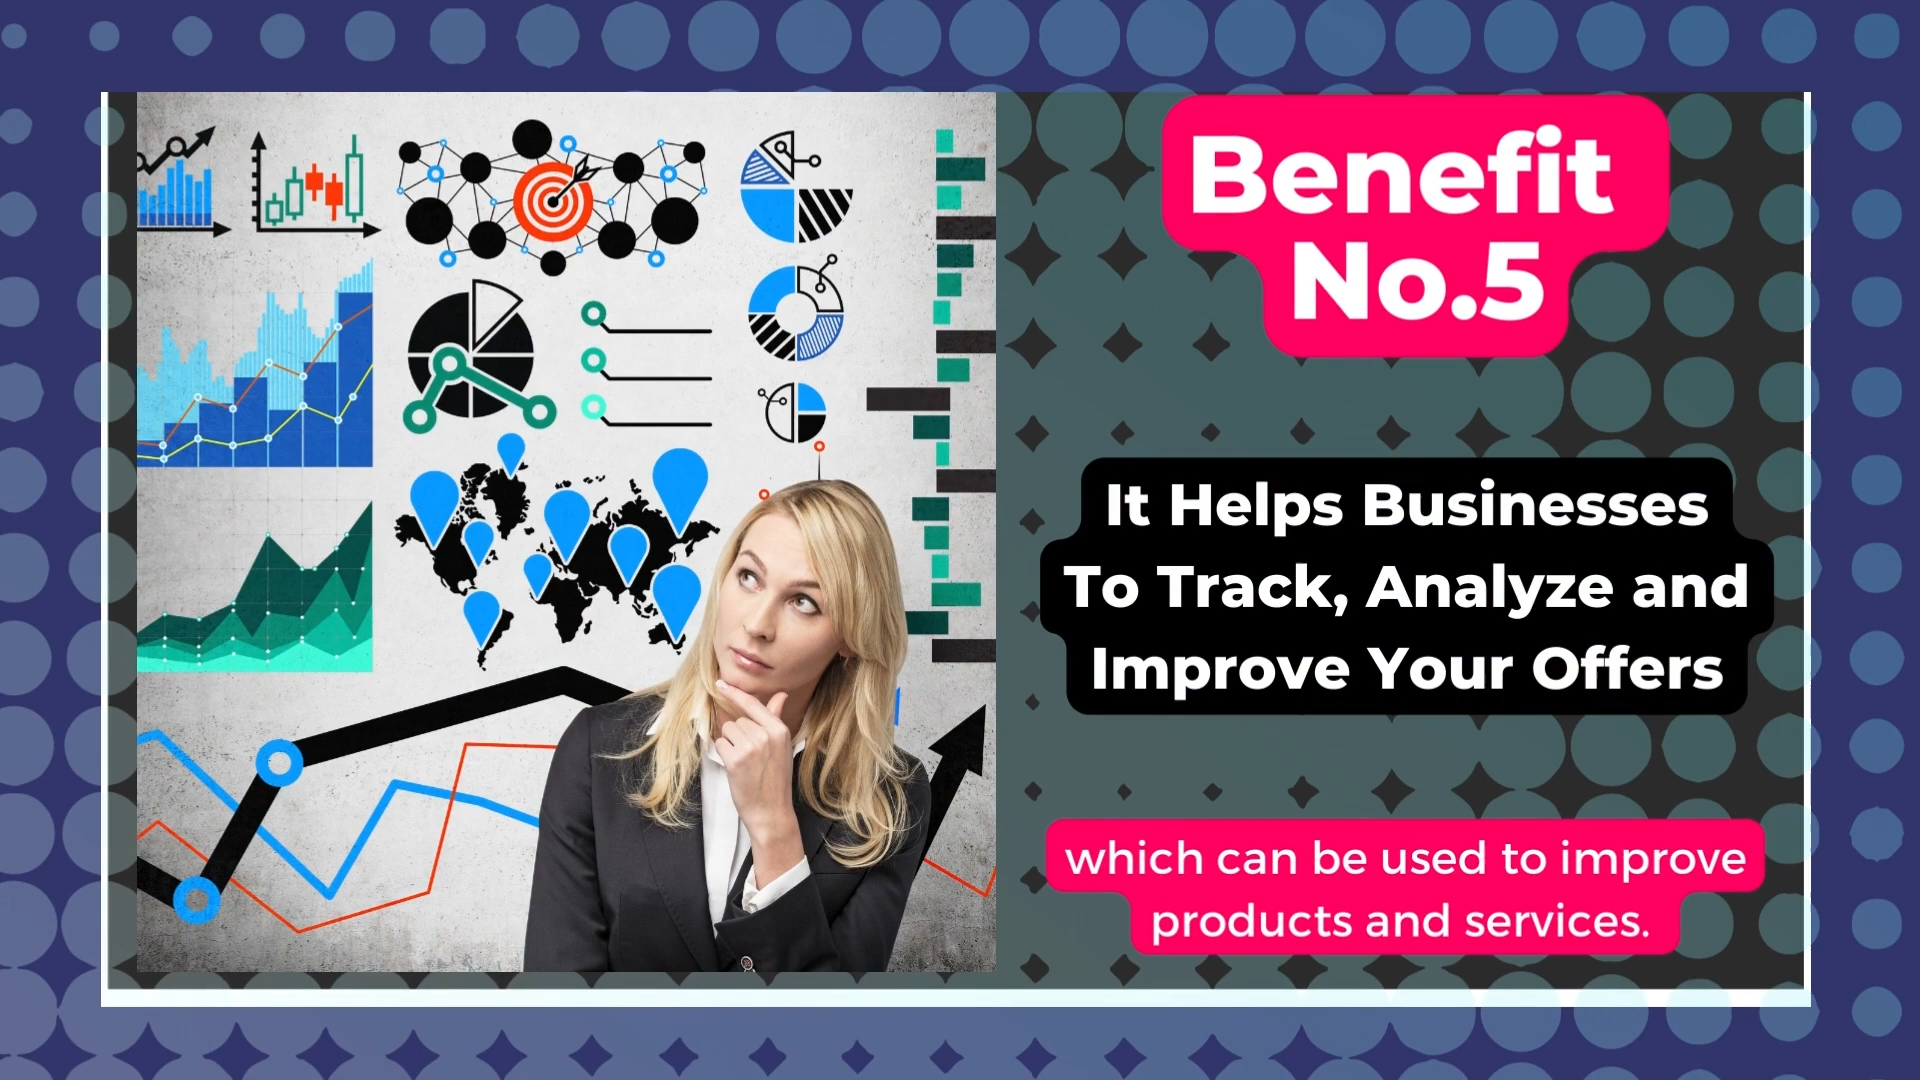 Benefit
No.5
It Helps Businesses
To Track, Analyze and
Improve Your Offers
which can be used to improve
products and services.